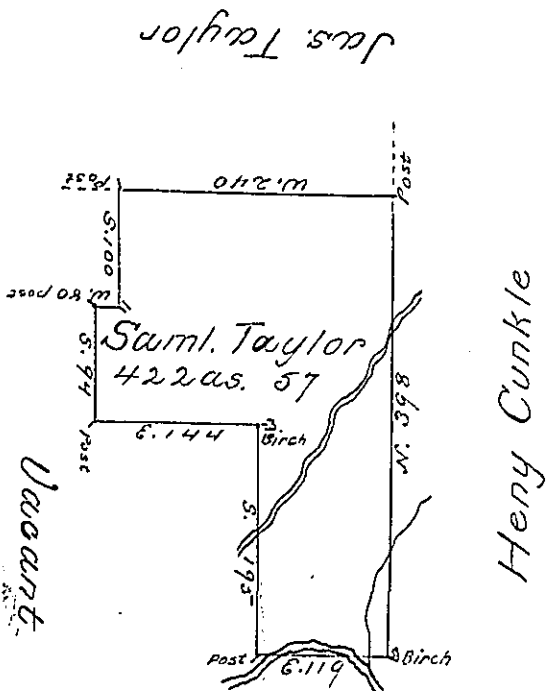 Jas. Taylor
Post
W. 240
Post
S. 100
W. 80 post
S. 94
Saml. Taylor
422 as. 57
Post
E. 144
Birch
N. 398
Heny Cunkle
S. 195
Vacant
Post
E. 119
Birch